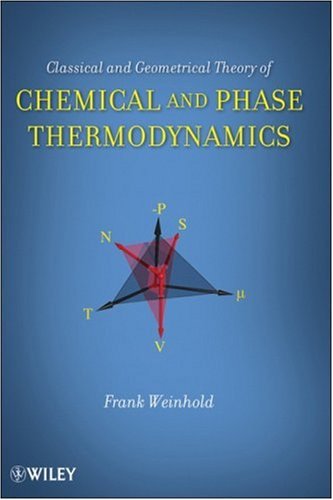 Classical and Geometrical Theory of
CHEMICAL AND PHASE
THERMODYNAMICS
-P
S
N
T
μ
V
Frank Weinhold
WILEY